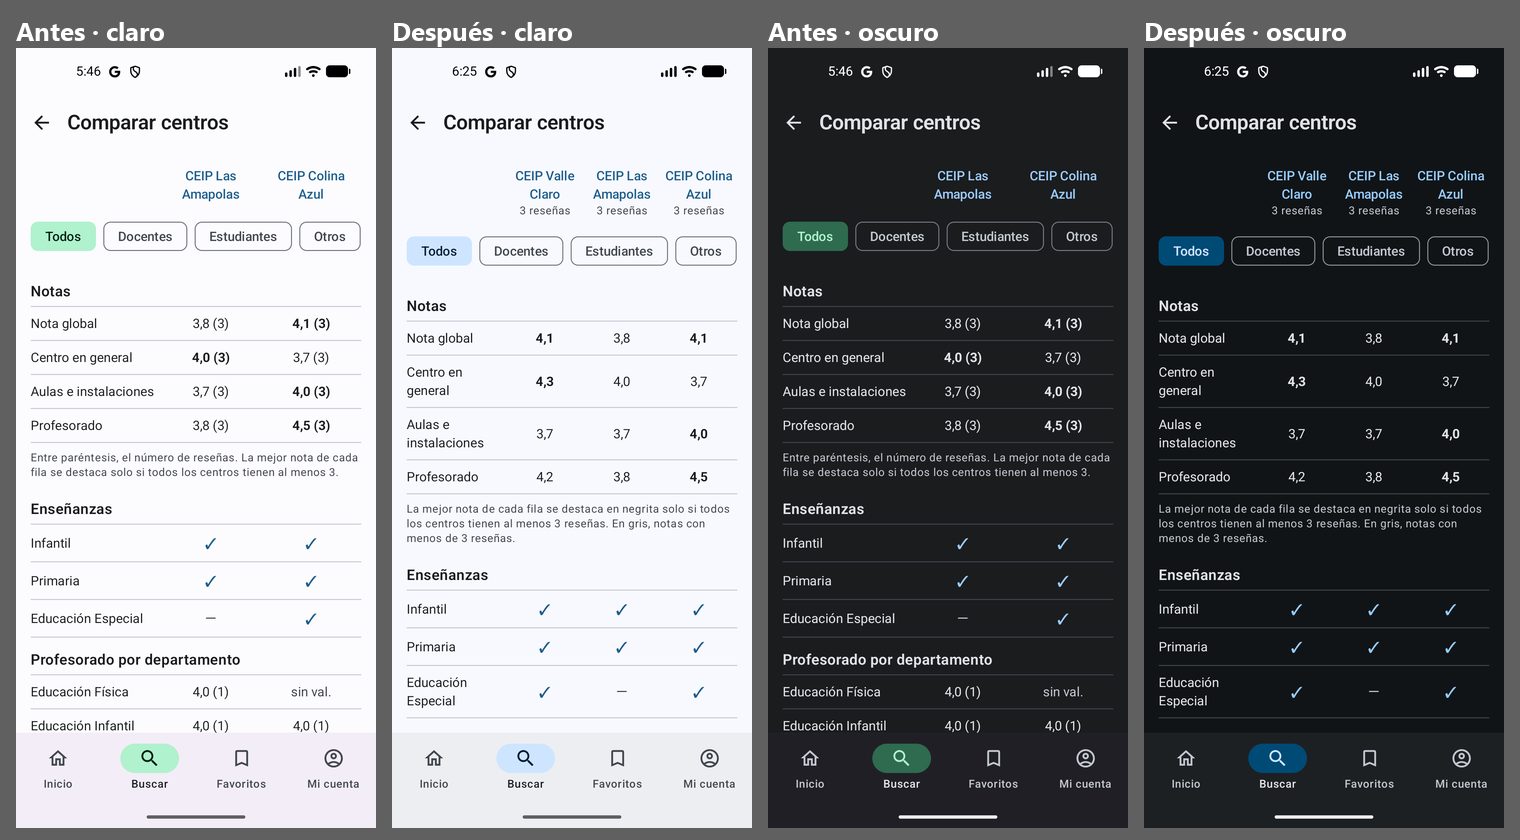 Antes · claro
5:46
Comparar centros
CEIP Las Amapolas
CEIP Colina Azul
Todos Docentes Estudiantes Otros
Notas
Nota global 3,8 (3) 4,1 (3)
Centro en general 4,0 (3) 3,7 (3)
Aulas e instalaciones 3,7 (3) 4,0 (3)
Profesorado 3,8 (3) 4,5 (3)
Entre paréntesis, el número de reseñas. La mejor nota de cada
fila se destaca solo si todos los centros tienen al menos 3.
Enseñanzas
Infantil ✓ ✓
Primaria ✓ ✓
Educación Especial — ✓
Profesorado por departamento
Educación Física 4,0 (1) sin val.
Educación Infantil 4,0 (1) 4,0 (1)
Inicio Buscar Favoritos Mi cuenta
Después · claro
6:25
Comparar centros
CEIP Valle Claro
3 reseñas
CEIP Las Amapolas
3 reseñas
CEIP Colina Azul
3 reseñas
Todos Docentes Estudiantes Otros
Notas
Nota global 4,1 3,8 4,1
Centro en general 4,3 4,0 3,7
Aulas e instalaciones 3,7 3,7 4,0
Profesorado 4,2 3,8 4,5
La mejor nota de cada fila se destaca en negrita solo si todos
los centros tienen al menos 3 reseñas. En gris, notas con
menos de 3 reseñas.
Enseñanzas
Infantil ✓ ✓ ✓
Primaria ✓ ✓ ✓
Educación Especial ✓ — ✓
Inicio Buscar Favoritos Mi cuenta
Antes · oscuro
5:46
Comparar centros
CEIP Las Amapolas
CEIP Colina Azul
Todos Docentes Estudiantes Otros
Notas
Nota global 3,8 (3) 4,1 (3)
Centro en general 4,0 (3) 3,7 (3)
Aulas e instalaciones 3,7 (3) 4,0 (3)
Profesorado 3,8 (3) 4,5 (3)
Entre paréntesis, el número de reseñas. La mejor nota de cada
fila se destaca solo si todos los centros tienen al menos 3.
Enseñanzas
Infantil ✓ ✓
Primaria ✓ ✓
Educación Especial — ✓
Profesorado por departamento
Educación Física 4,0 (1) sin val.
Educación Infantil 4,0 (1) 4,0 (1)
Inicio Buscar Favoritos Mi cuenta
Después · oscuro
6:25
Comparar centros
CEIP Valle Claro
3 reseñas
CEIP Las Amapolas
3 reseñas
CEIP Colina Azul
3 reseñas
Todos Docentes Estudiantes Otros
Notas
Nota global 4,1 3,8 4,1
Centro en general 4,3 4,0 3,7
Aulas e instalaciones 3,7 3,7 4,0
Profesorado 4,2 3,8 4,5
La mejor nota de cada fila se destaca en negrita solo si todos
los centros tienen al menos 3 reseñas. En gris, notas con
menos de 3 reseñas.
Enseñanzas
Infantil ✓ ✓ ✓
Primaria ✓ ✓ ✓
Educación Especial ✓ — ✓
Inicio Buscar Favoritos Mi cuenta